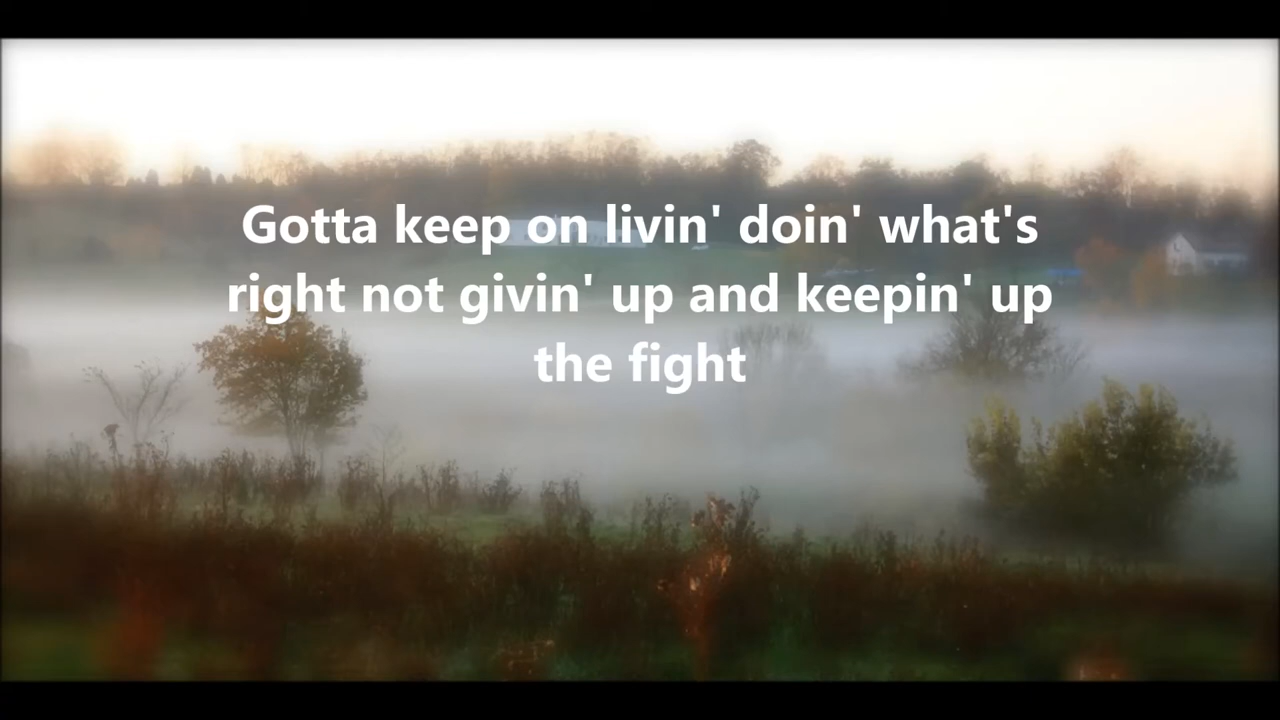 Gotta keep on livin' doin' what's
right not givin' up and keepin' up
the fight